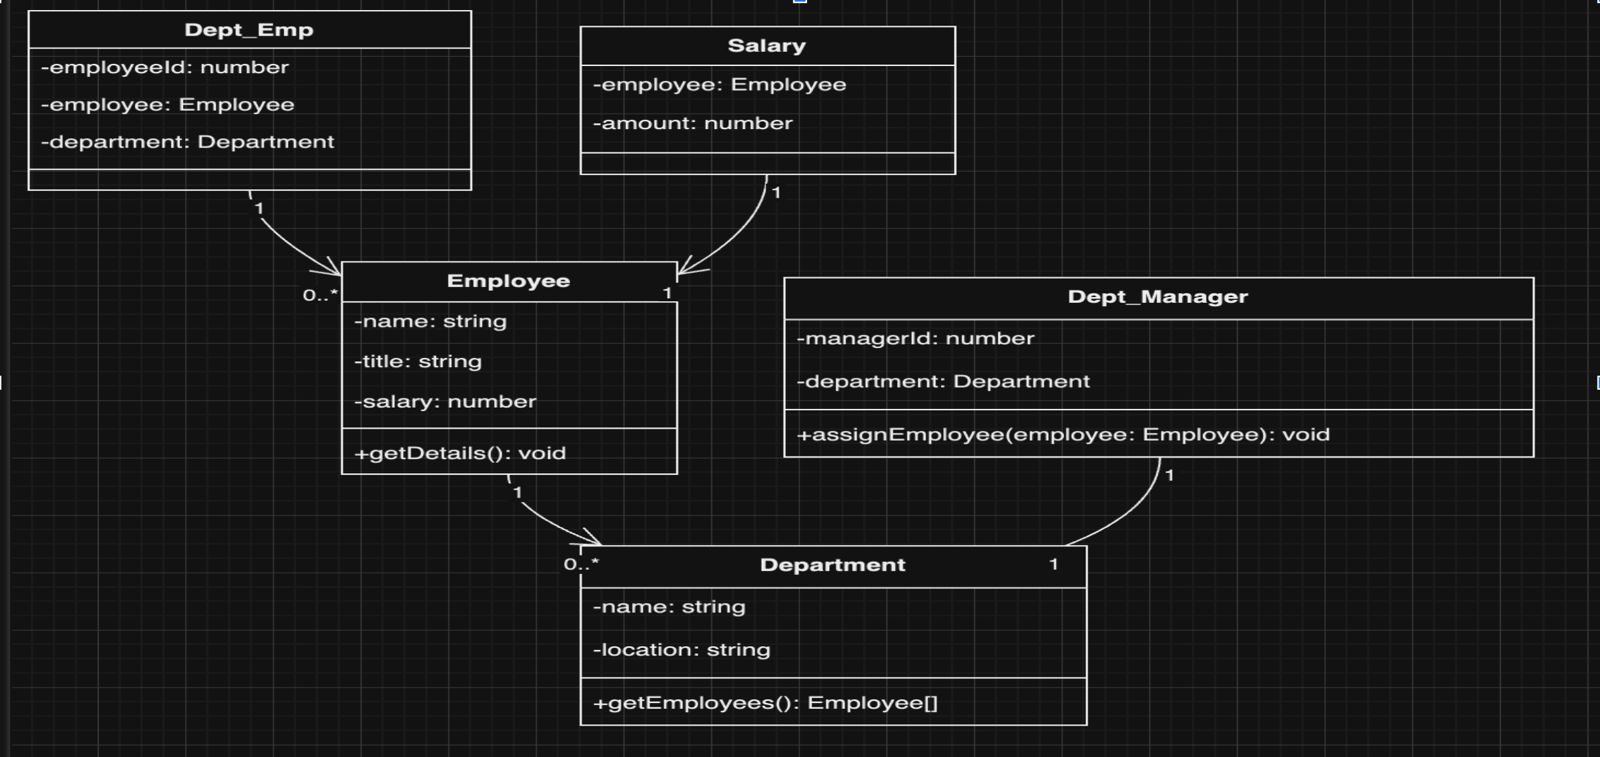 Dept_Emp
-employeeId: number
-employee: Employee
-department: Department
1
Salary
-employee: Employee
-amount: number
1
0..*
Employee
1
-name: string
-title: string
-salary: number
+getDetails(): void
1
Dept_Manager
-managerId: number
-department: Department
+assignEmployee(employee: Employee): void
1
0..*
Department
1
-name: string
-location: string
+getEmployees(): Employee[]